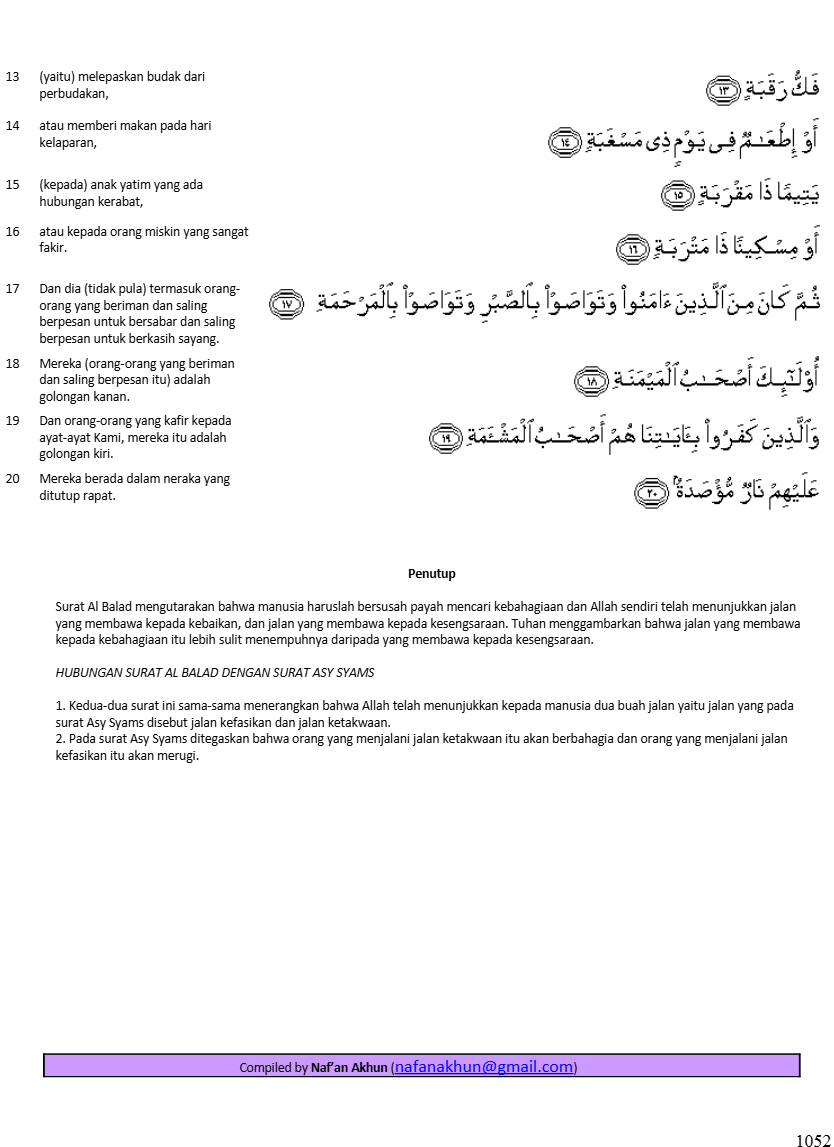 13 (yaitu) melepaskan budak dari
perbudakan,
فَكُّ رَقَبَةٍ ١٣
14 atau memberi makan pada hari
kelaparan,
أَوْ إِطْعَـٰمٌ فِى يَوْمٍ ذِى مَسْغَبَةٍ ١٤
15 (kepada) anak yatim yang ada
hubungan kerabat,
يَتِيمًا ذَا مَقْرَبَةٍ ١٥
16 atau kepada orang miskin yang sangat
fakir.
أَوْ مِسْكِينًا ذَا مَتْرَبَةٍ ١٦
17 Dan dia (tidak pula) termasuk orang-
orang yang beriman dan saling
berpesan untuk bersabar dan saling
berpesan untuk berkasih sayang.
ثُمَّ كَانَ مِنَ ٱلَّذِينَ ءَامَنُوا۟ وَتَوَاصَوْا۟ بِٱلصَّبْرِ وَتَوَاصَوْا۟ بِٱلْمَرْحَمَةِ ١٧
18 Mereka (orang-orang yang beriman
dan saling berpesan itu) adalah
golongan kanan.
أُو۟لَـٰٓئِكَ أَصْحَـٰبُ ٱلْمَيْمَنَةِ ١٨
19 Dan orang-orang yang kafir kepada
ayat-ayat Kami, mereka itu adalah
golongan kiri.
وَٱلَّذِينَ كَفَرُوا۟ بِـَٔايَـٰتِنَا هُمْ أَصْحَـٰبُ ٱلْمَشْـَٔمَةِ ١٩
20 Mereka berada dalam neraka yang
ditutup rapat.
عَلَيْهِمْ نَارٌ مُّؤْصَدَةٌۢ ٢٠
Penutup
Surat Al Balad mengutarakan bahwa manusia haruslah bersusah payah mencari kebahagiaan dan Allah sendiri telah menunjukkan jalan
yang membawa kepada kebaikan, dan jalan yang membawa kepada kesengsaraan. Tuhan menggambarkan bahwa jalan yang membawa
kepada kebahagiaan itu lebih sulit menempuhnya daripada yang membawa kepada kesengsaraan.
HUBUNGAN SURAT AL BALAD DENGAN SURAT ASY SYAMS
1. Kedua-dua surat ini sama-sama menerangkan bahwa Allah telah menunjukkan kepada manusia dua buah jalan yaitu jalan yang pada
surat Asy Syams disebut jalan kefasikan dan jalan ketakwaan.
2. Pada surat Asy Syams ditegaskan bahwa orang yang menjalani jalan ketakwaan itu akan berbahagia dan orang yang menjalani jalan
kefasikan itu akan merugi.
Compiled by Naf’an Akhun (nafanakhun@gmail.com)
1052